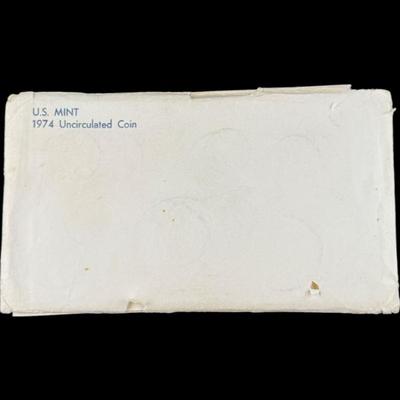 U.S. MINT
1974 Uncirculated Coin